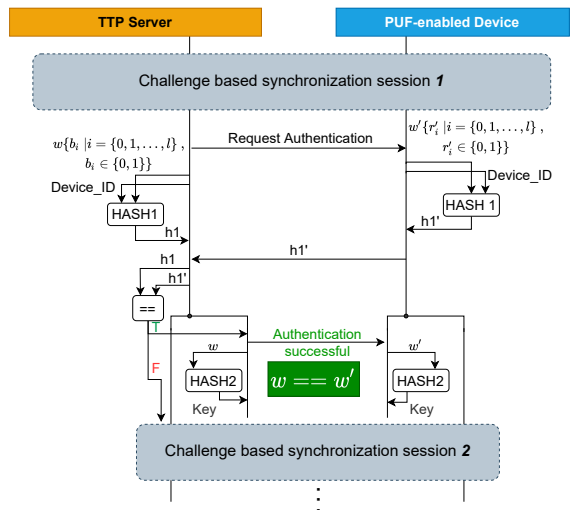 TTP Server
PUF-enabled Device
Challenge based synchronization session 1
w{b_i |i = {0, 1, . . . , l} ,
b_i ∈ {0, 1}}
Request Authentication
w'{r'_i |i = {0, 1, . . . , l} ,
r'_i ∈ {0, 1}}
Device_ID
Device_ID
HASH1
HASH 1
h1
h1'
h1'
h1
h1'
==
T
F
Authentication
successful
w
w'
HASH2
w == w'
HASH2
Key
Key
Challenge based synchronization session 2